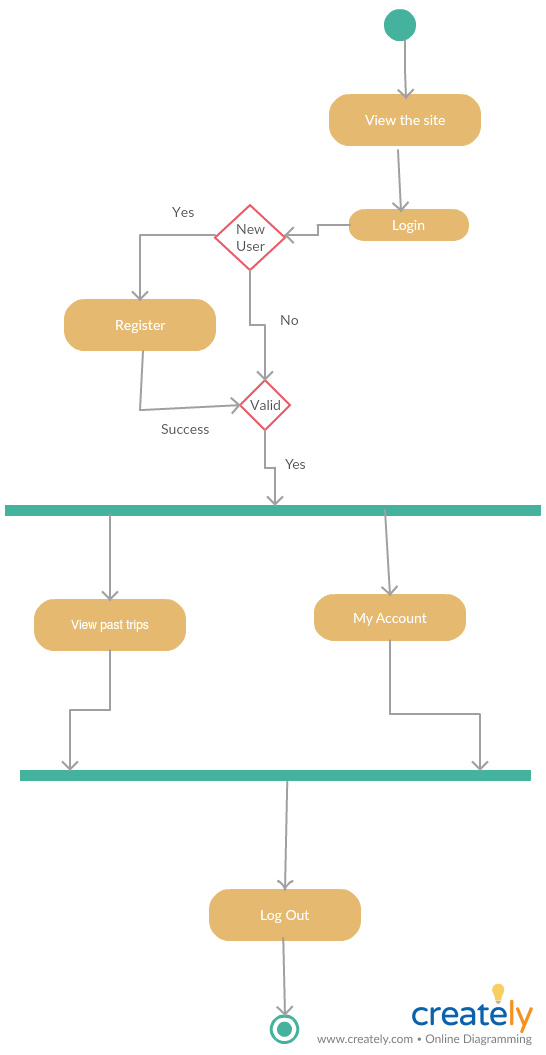 View the site
Login
Yes
New
User
Register
No
Valid
Success
Yes
View past trips
My Account
Log Out
creately
www.creately.com • Online Diagramming